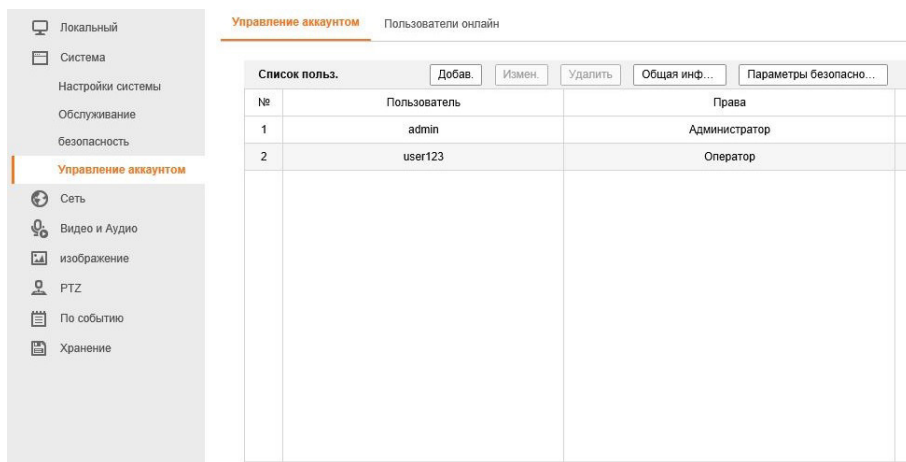 Локальный
Система
Настройки системы
Обслуживание
безопасность
Управление аккаунтом
Сеть
Видео и Аудио
изображение
PTZ
По событию
Хранение
Управление аккаунтом Пользователи онлайн
Список польз. Добав. Измен. Удалить Общая инф... Параметры безопасно...
№ Пользователь Права
1 admin Администратор
2 user123 Оператор